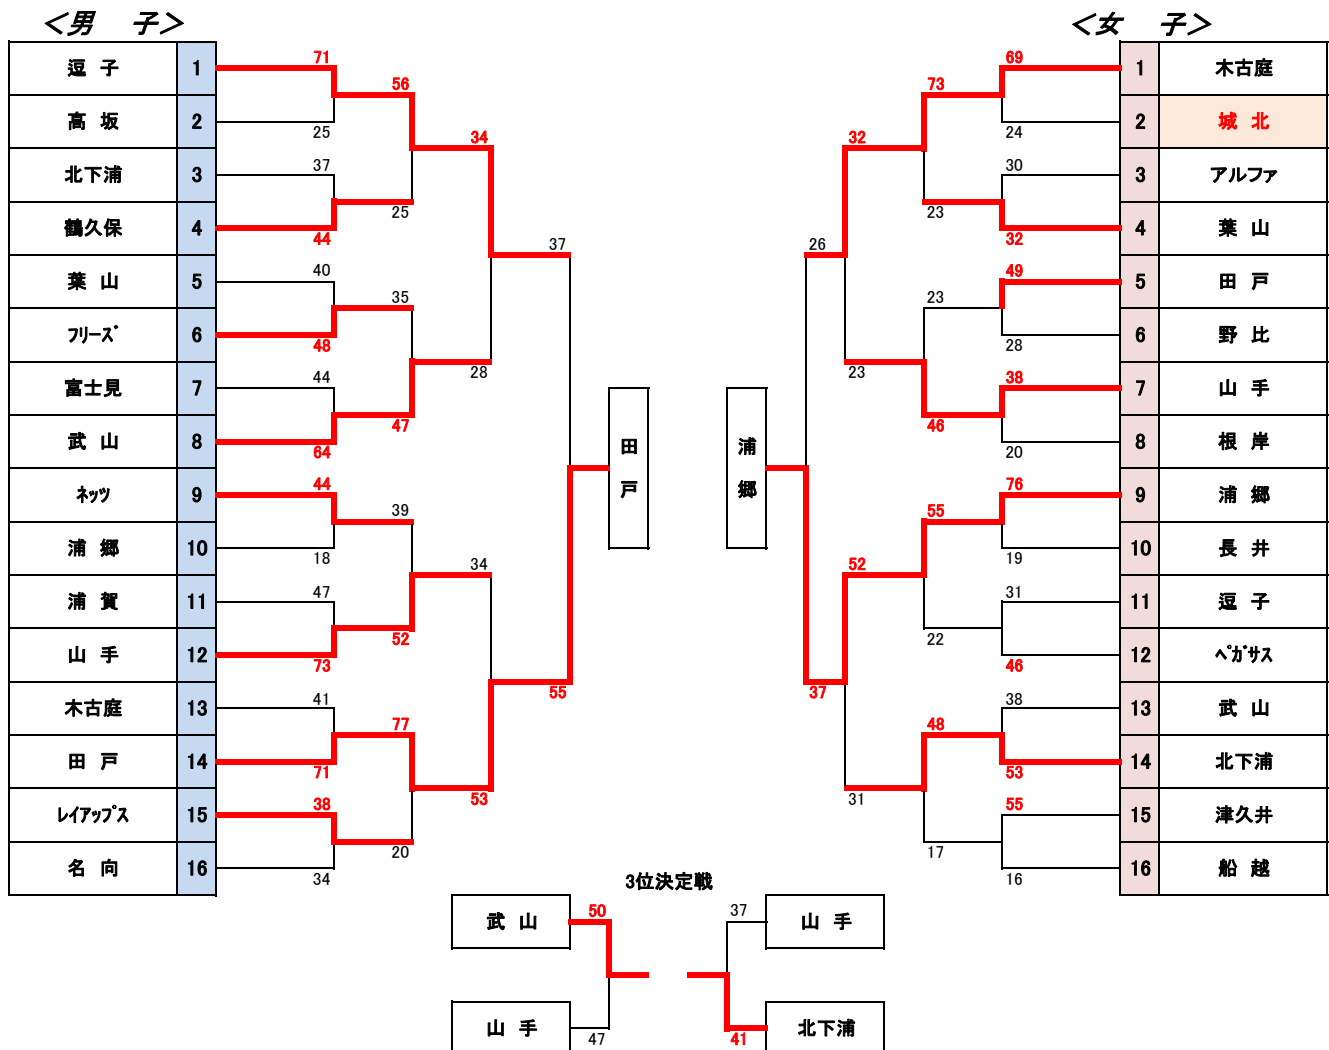 ＜男　子＞
逗 子 1
高 坂 2
北下浦 3
鶴久保 4
葉 山 5
フリーズ 6
富士見 7
武 山 8
ネッツ 9
浦 郷 10
浦 賀 11
山 手 12
木古庭 13
田 戸 14
レイアップス 15
名 向 16
71
25
37
44
40
48
44
64
44
18
47
73
41
71
38
34
56
25
35
47
39
52
77
20
34
28
34
53
37
55
田戸
＜女　子＞
1 木古庭
2 城 北
3 アルファ
4 葉 山
5 田 戸
6 野 比
7 山 手
8 根 岸
9 浦 郷
10 長 井
11 逗 子
12 ペガサス
13 武 山
14 北下浦
15 津久井
16 船 越
69
24
30
32
49
28
38
20
76
19
31
46
38
53
55
16
73
23
23
46
55
22
48
17
32
23
52
31
26
37
浦郷
3位決定戦
武 山 50
山 手 47
37 山 手
41 北下浦